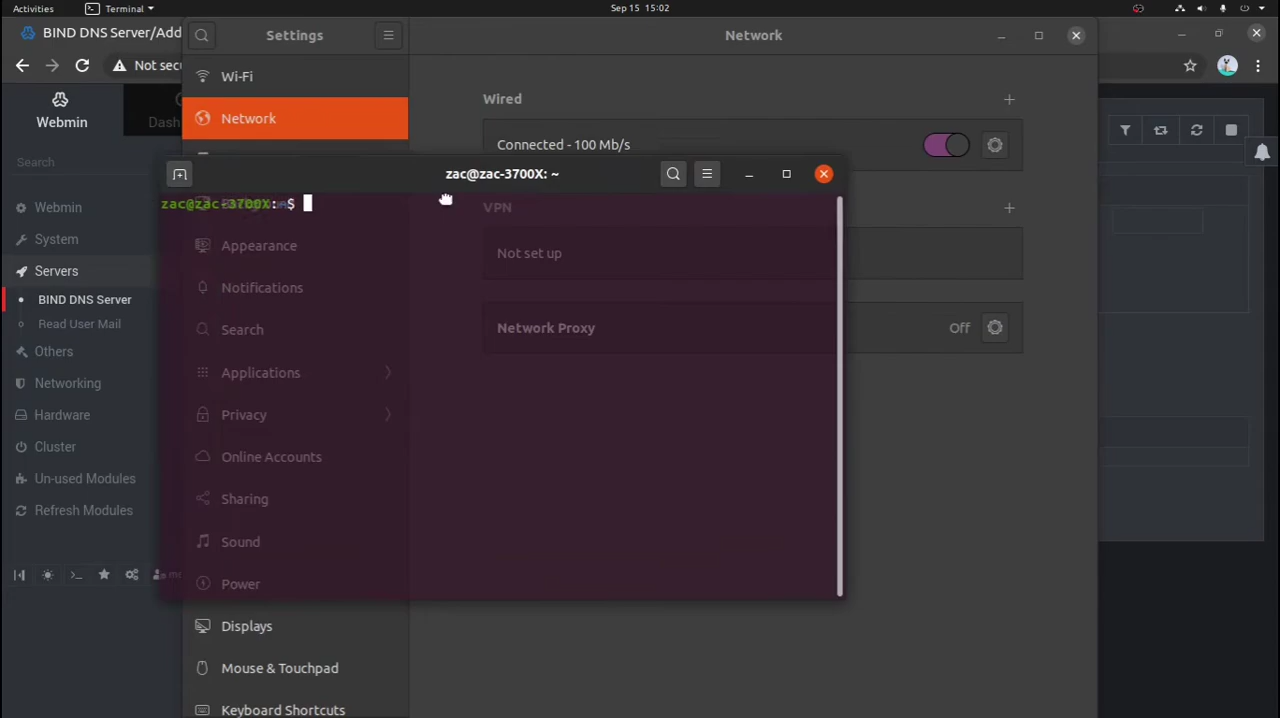 Activities
Terminal
Sep 15 15:02
BIND DNS Server/Add
Not secu
Webmin
Dash
Search
Webmin
System
Servers
BIND DNS Server
Read User Mail
Others
Networking
Hardware
Cluster
Un-used Modules
Refresh Modules
Settings
Wi-Fi
Network
Appearance
Notifications
Search
Applications
Privacy
Online Accounts
Sharing
Sound
Power
Displays
Mouse & Touchpad
Keyboard Shortcuts
Network
Wired
Connected - 100 Mb/s
VPN
Not set up
Network Proxy
Off
zac@zac-3700X: ~
zac@zac-3700X:~$